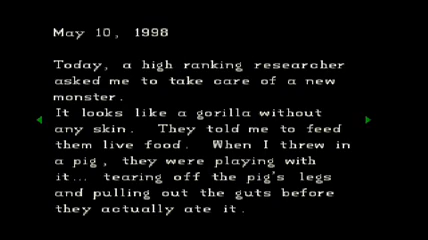 May 10, 1998
Today, a high ranking researcher
asked me to take care of a new
monster.
It looks like a gorilla without
any skin. They told me to feed
them live food. When I threw in
a pig, they were playing with
it... tearing off the pig's legs
and pulling out the guts before
they actually ate it.